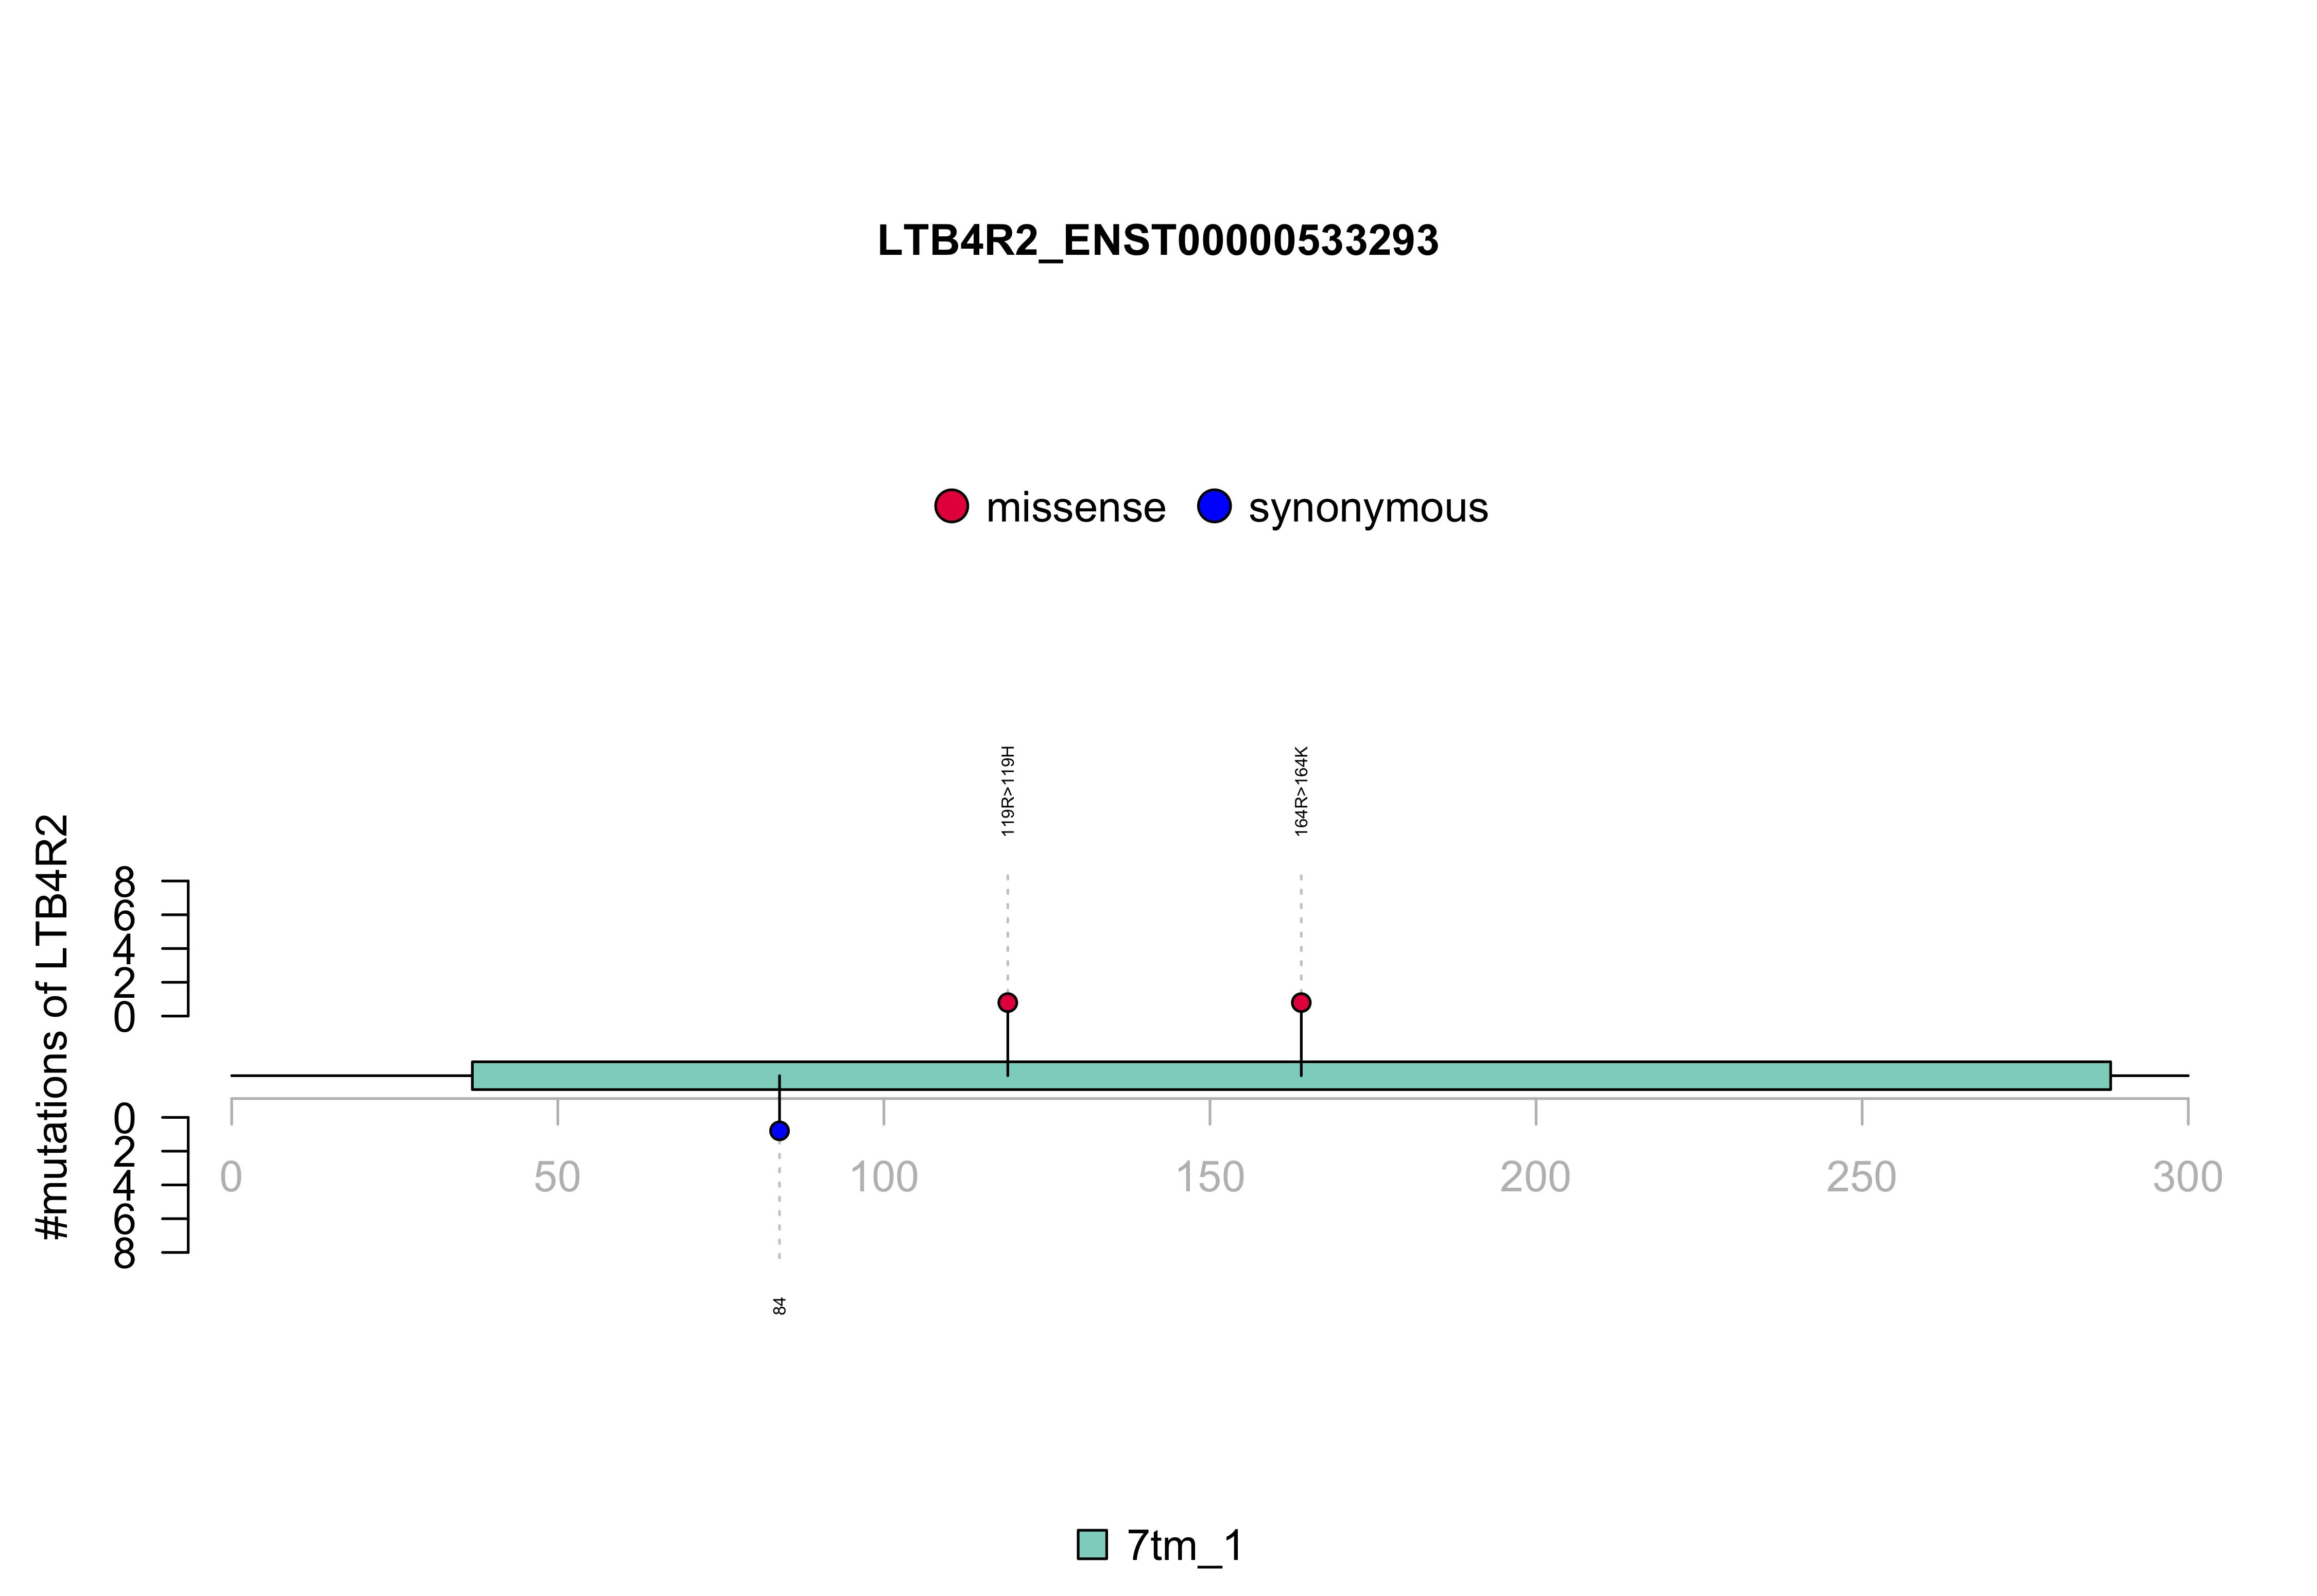 LTB4R2_ENST00000533293
missense
synonymous
119R>119H
164R>164K
#mutations of LTB4R2
8
6
4
2
0
0
2
4
6
8
0
50
100
150
200
250
300
84
7tm_1